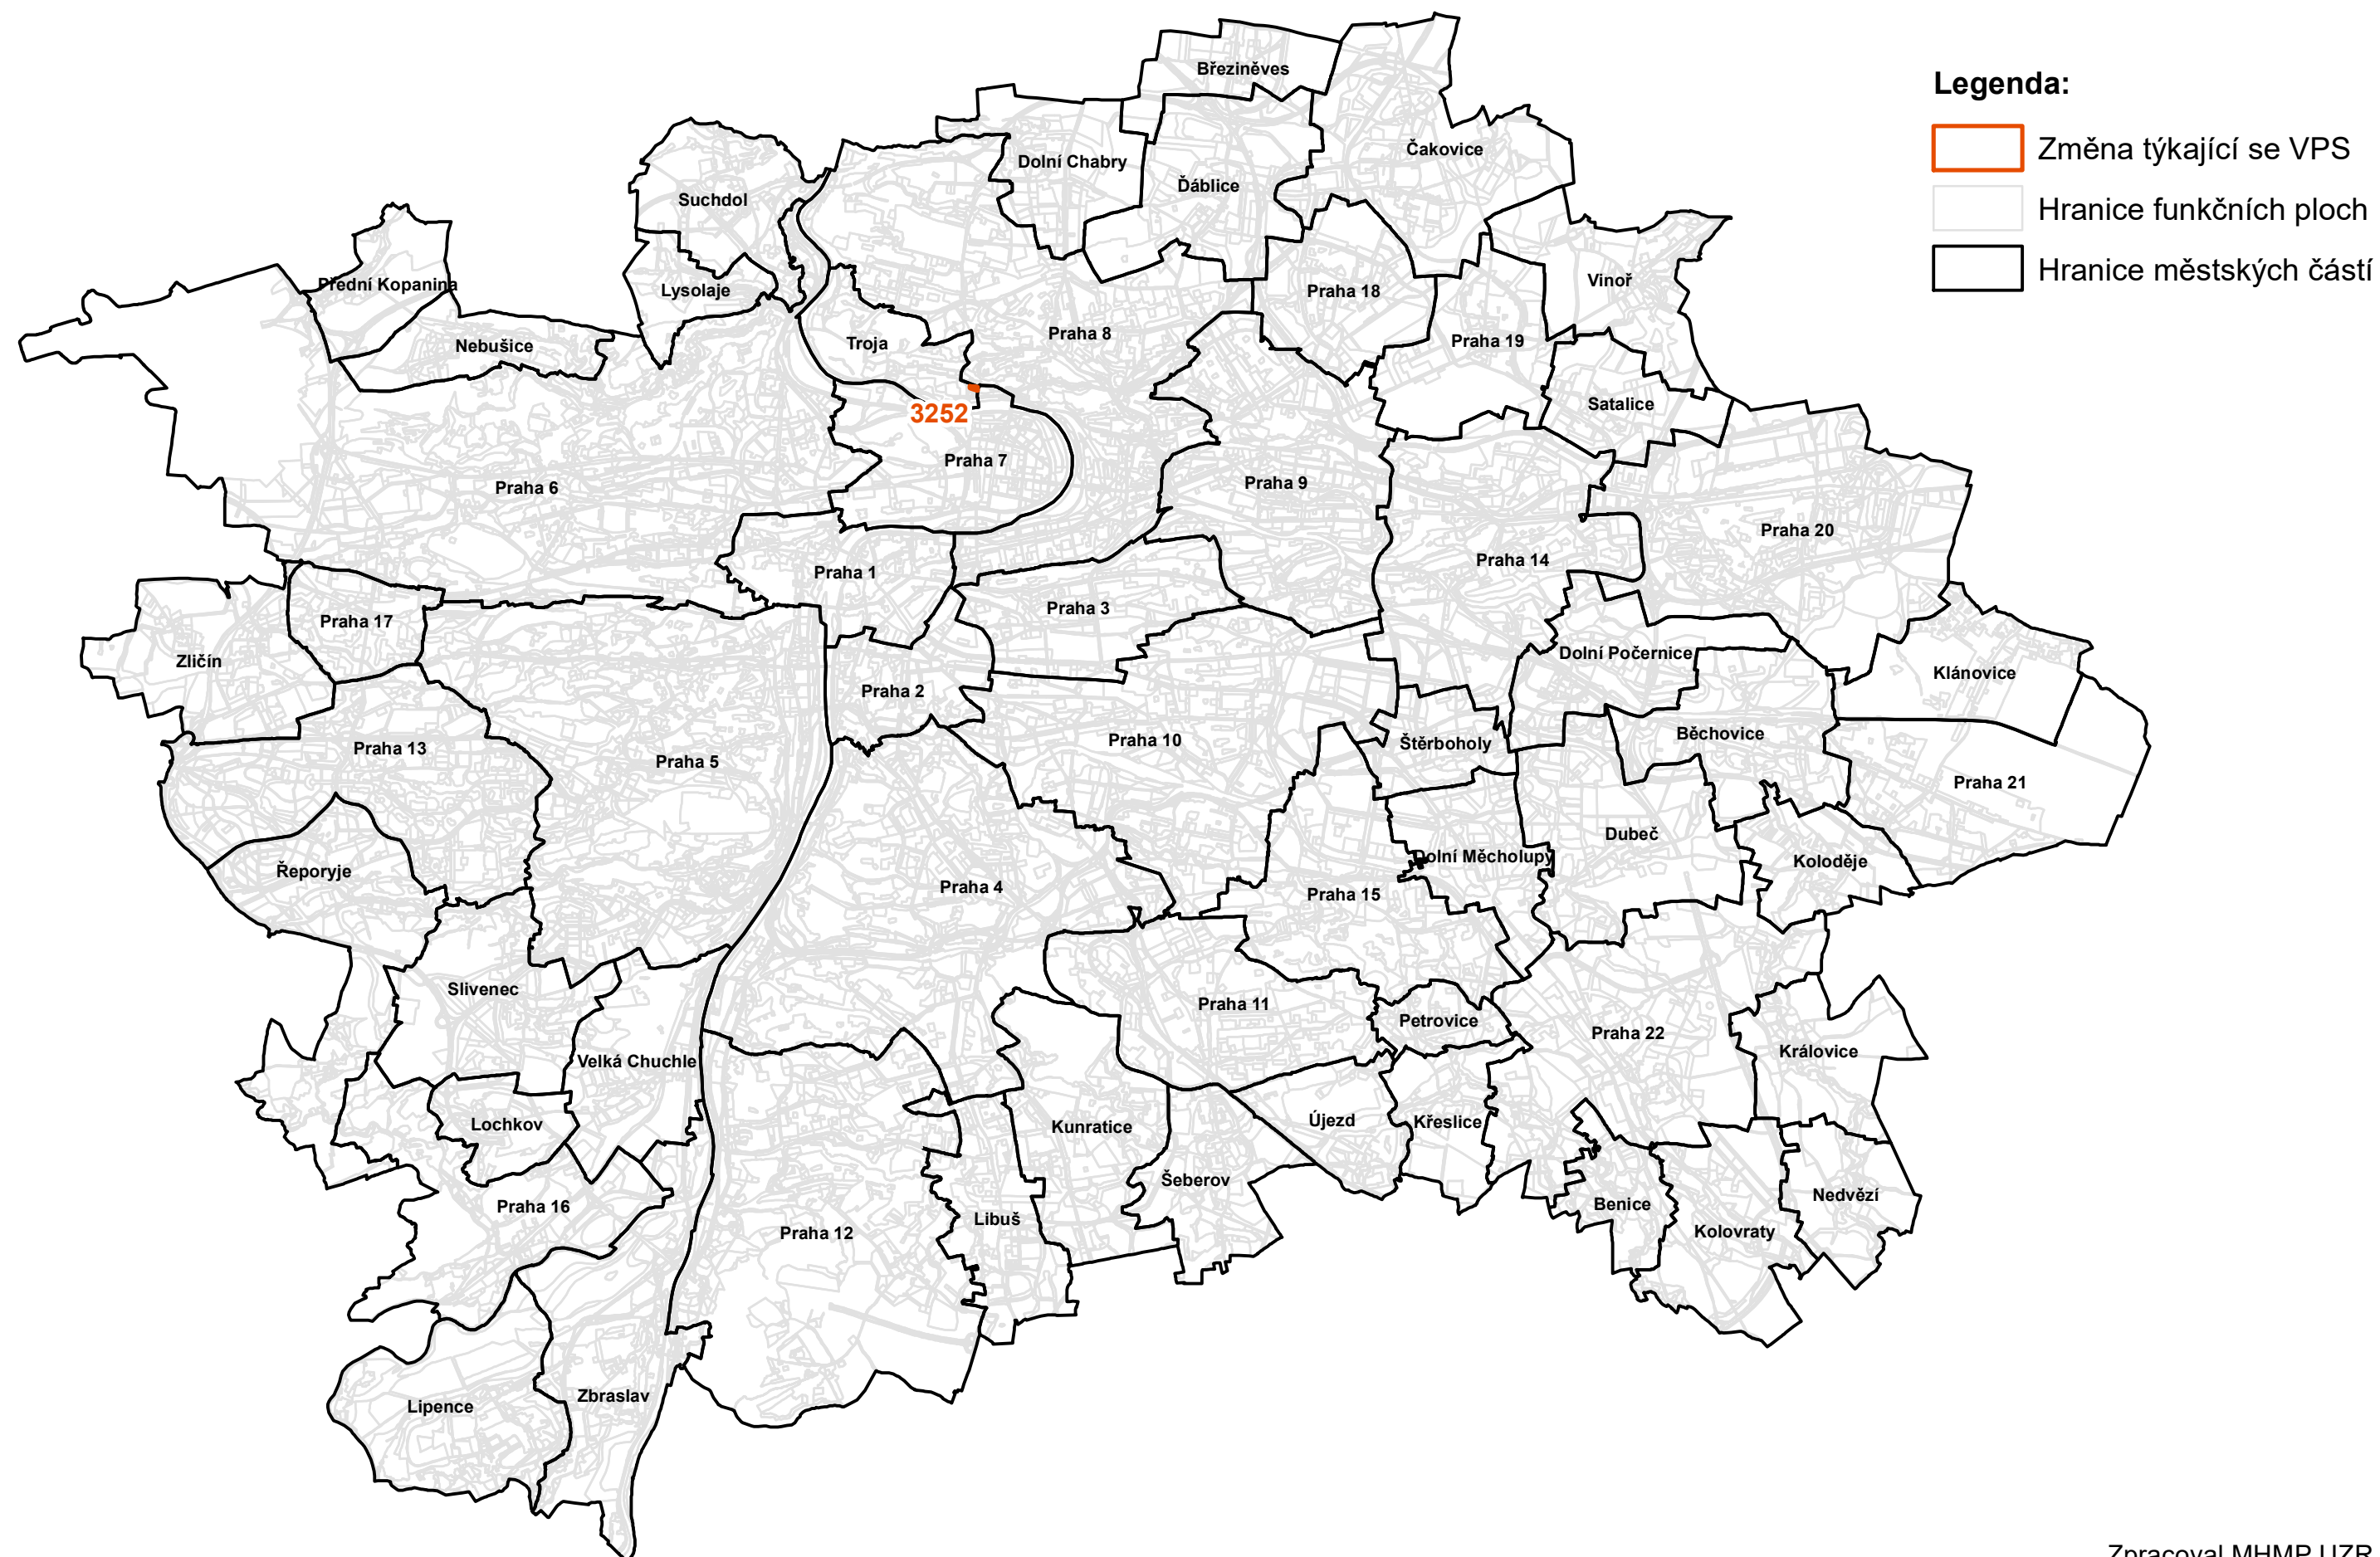 Legenda:
Změna týkající se VPS
Hranice funkčních ploch
Hranice městských částí
Březiněves
Čakovice
Dolní Chabry
Ďáblice
Suchdol
Přední Kopanina
Lysolaje
Vinoř
Praha 18
Praha 8
Troja
Nebušice
Praha 19
Satalice
3252
Praha 7
Praha 6
Praha 9
Praha 20
Praha 14
Praha 1
Praha 3
Praha 17
Zličín
Dolní Počernice
Klánovice
Praha 2
Běchovice
Praha 10
Štěrboholy
Praha 13
Praha 5
Praha 21
Dubeč
Dolní Měcholupy
Koloděje
Řeporyje
Praha 4
Praha 15
Slivenec
Praha 11
Petrovice
Praha 22
Královice
Velká Chuchle
Lochkov
Kunratice
Újezd
Křeslice
Šeberov
Nedvězí
Praha 16
Benice
Libuš
Praha 12
Kolovraty
Zbraslav
Lipence
Zpracoval MHMP UZR